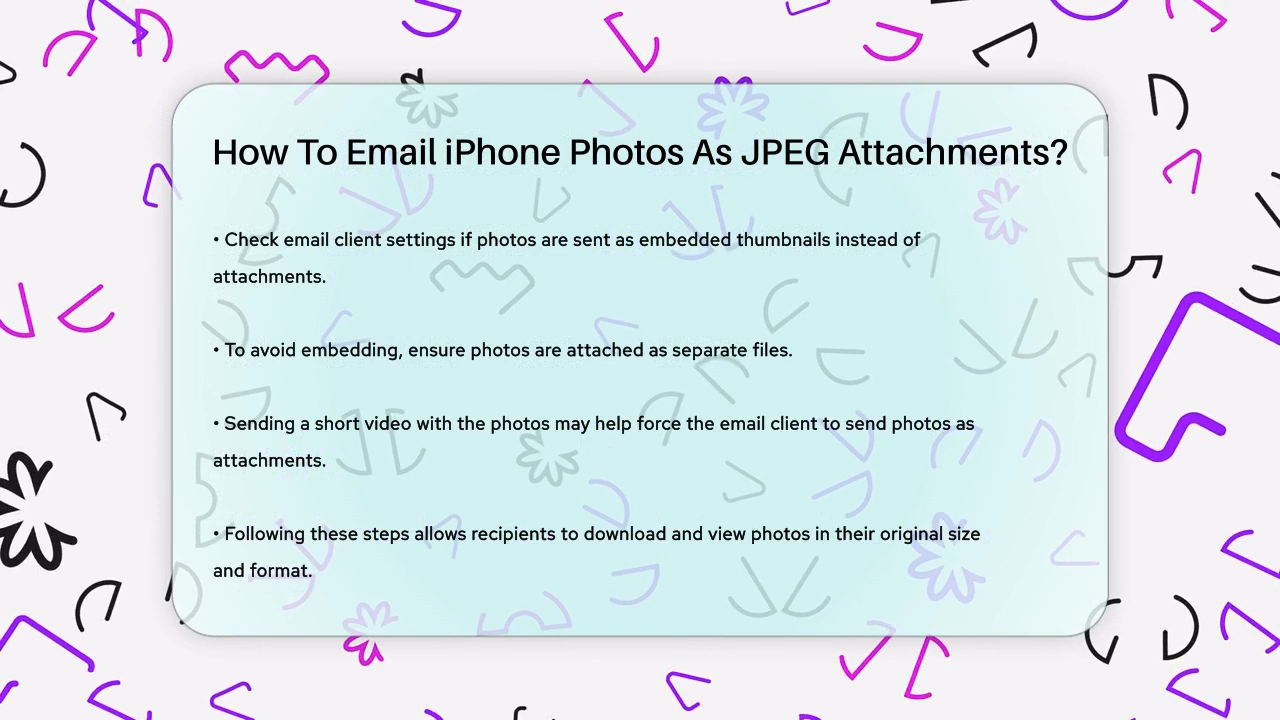 How To Email iPhone Photos As JPEG Attachments?
• Check email client settings if photos are sent as embedded thumbnails instead of
attachments.
• To avoid embedding, ensure photos are attached as separate files.
• Sending a short video with the photos may help force the email client to send photos as
attachments.
• Following these steps allows recipients to download and view photos in their original size
and format.